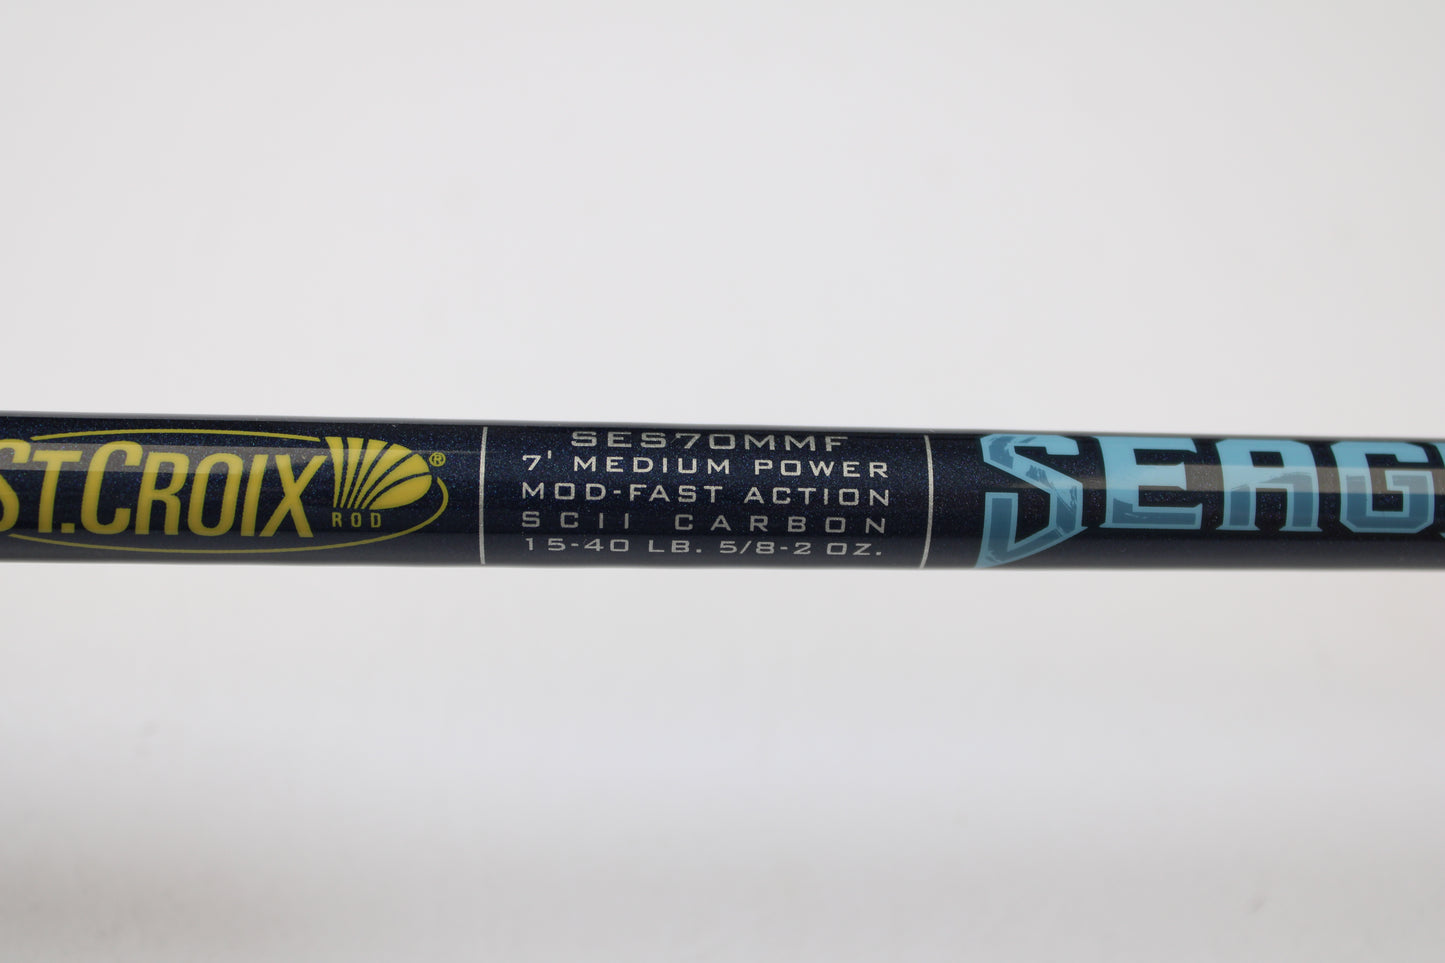 ST.CROIX®
ROD
SES70MMF
7' MEDIUM POWER
MOD-FAST ACTION
SCII CARBON
15-40 LB. 5/8-2 OZ.
SEAG